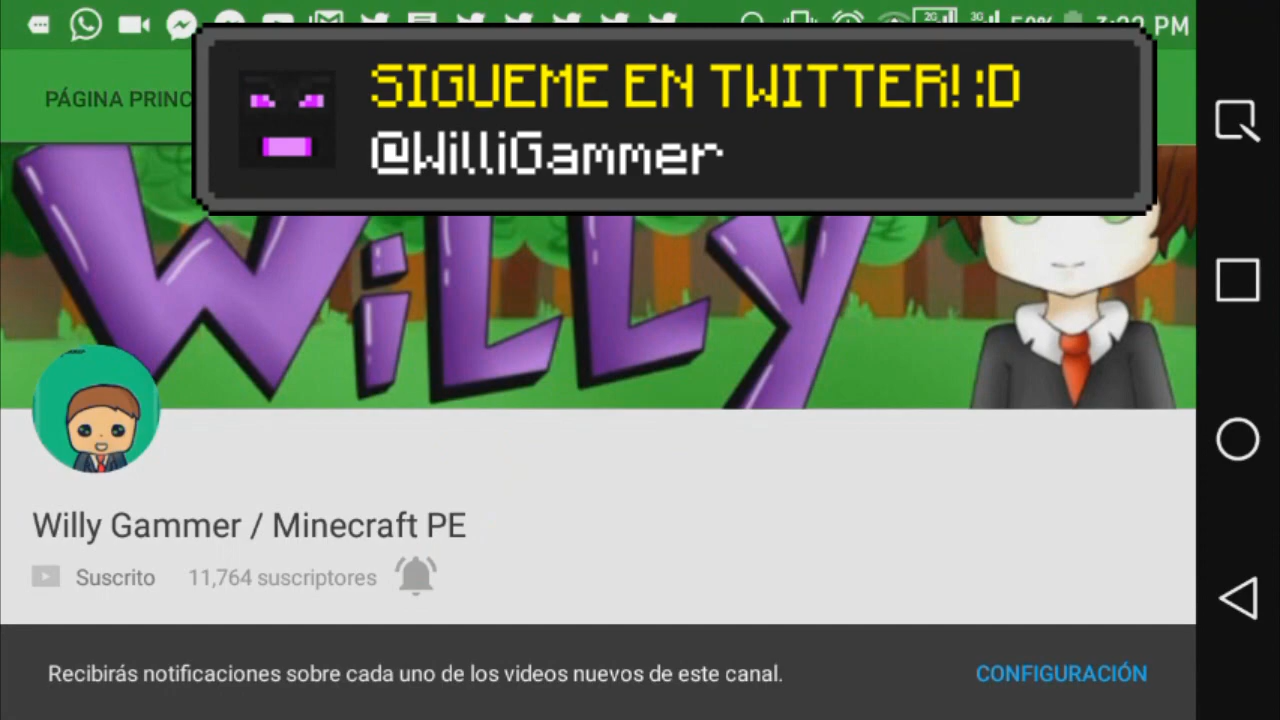 SIGUEME EN TWITTER! :D
@WilliGammer
PÁGINA
WiLLy
Willy Gammer / Minecraft PE
Suscrito 11,764 suscriptores
Recibirás notificaciones sobre cada uno de los videos nuevos de este canal. CONFIGURACIÓN